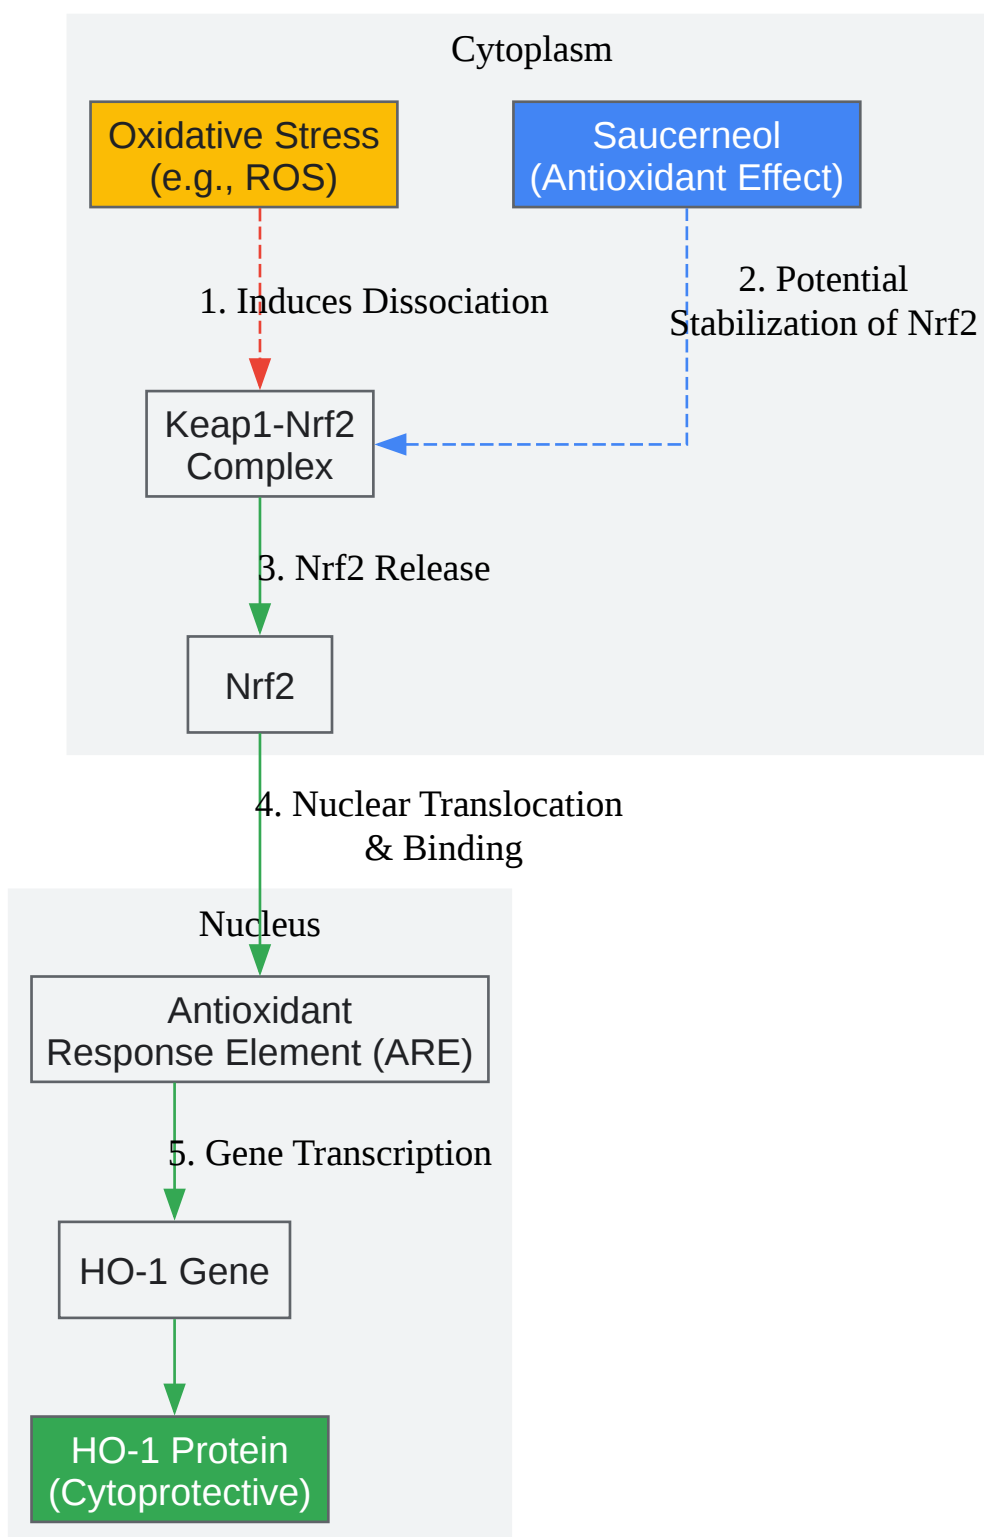 Cytoplasm
Oxidative Stress
(e.g., ROS)
Saucerneol
(Antioxidant Effect)
1. Induces Dissociation
2. Potential
Stabilization of Nrf2
Keap1-Nrf2
Complex
3. Nrf2 Release
Nrf2
4. Nuclear Translocation
& Binding
Nucleus
Antioxidant
Response Element (ARE)
5. Gene Transcription
HO-1 Gene
HO-1 Protein
(Cytoprotective)